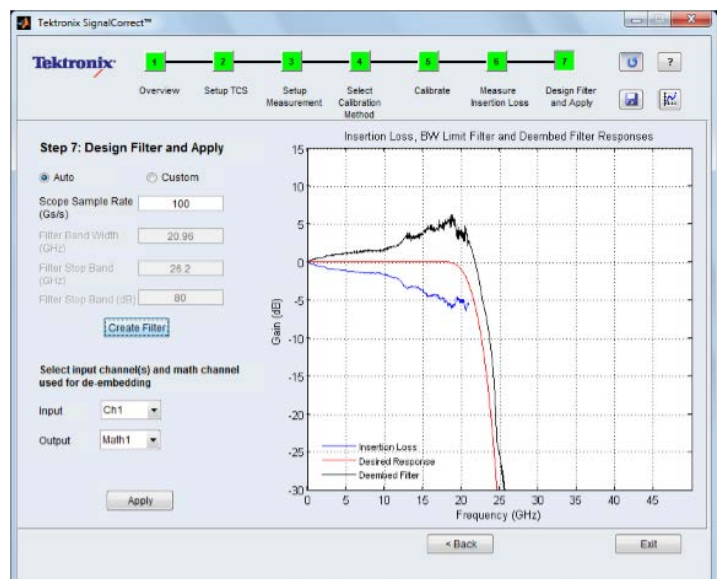 Tektronix SignalCorrect™
Tektronix
1 2 3 4 5 6 7 ?
Overview
Setup TCS
Setup Measurement
Select Calibration Method
Calibrate
Measure Insertion Loss
Design Filter and Apply
Step 7: Design Filter and Apply
Auto Custom
Scope Sample Rate (Gs/s) 100
Filter Band Width (GHz) 20.96
Filter Stop Band (GHz) 26.2
Filter Stop Band (dB) 80
Create Filter
Select input channel(s) and math channel
used for de-embedding
Input Ch1
Output Math1
Apply
Insertion Loss, BW Limit Filter and Deembed Filter Responses
Gain (dB)
15
10
5
0
-5
-10
-15
-20
-25
-30
Insertion Loss
Desired Response
Deembed Filter
0 5 10 15 20 25 30 35 40 45
Frequency (GHz)
< Back
Exit